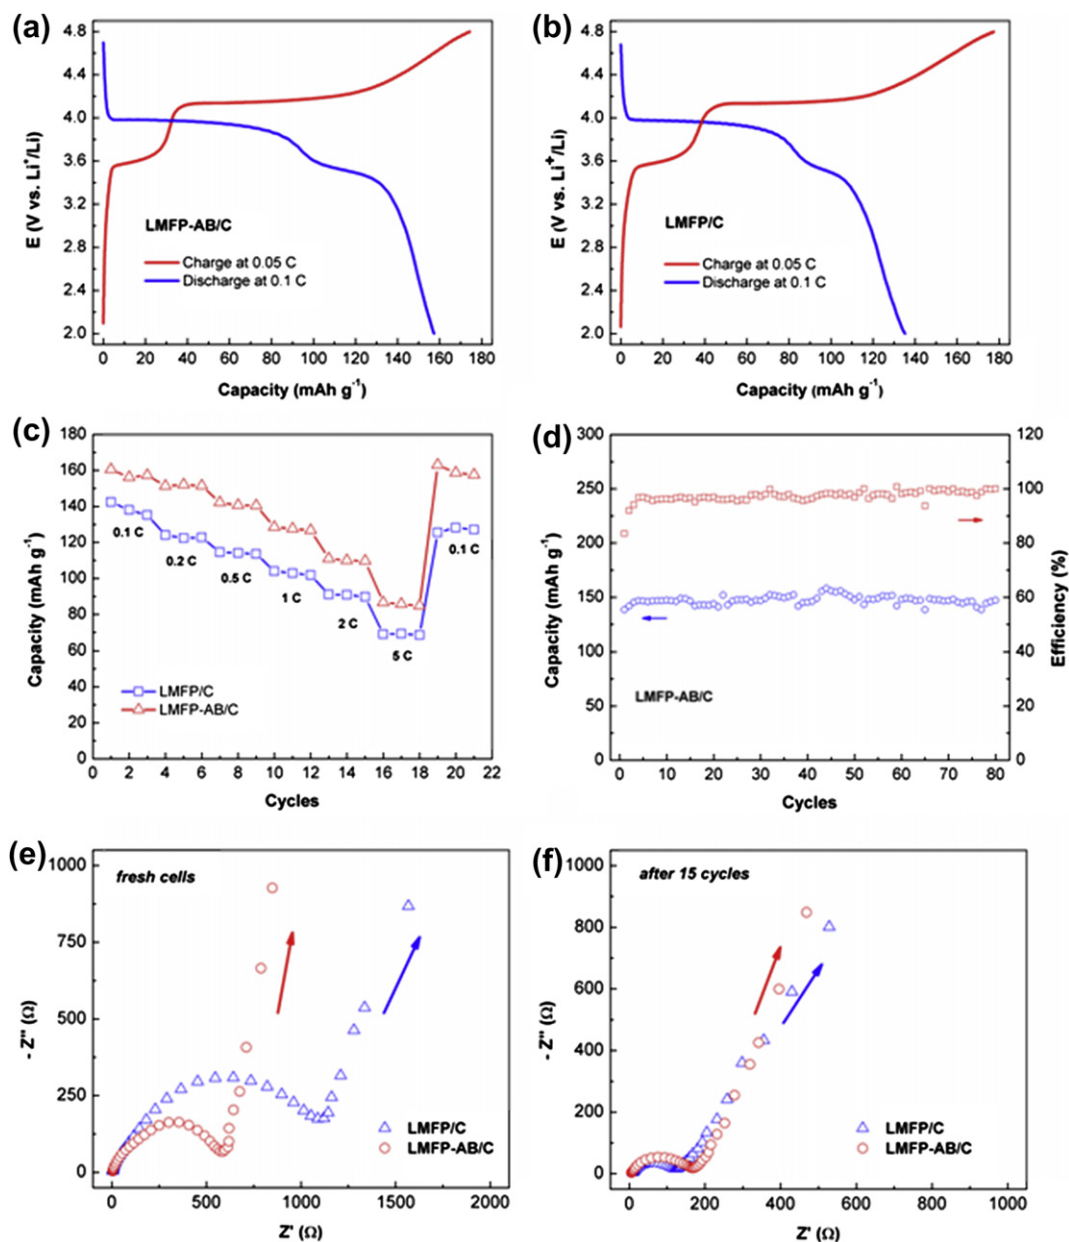 (a)
4.8
4.4
4.0
3.6
3.2
2.8
2.4
2.0
E (V vs. Li⁺/Li)
LMFP-AB/C
Charge at 0.05 C
Discharge at 0.1 C
0 20 40 60 80 100 120 140 160 180
Capacity (mAh g⁻¹)
(b)
4.8
4.4
4.0
3.6
3.2
2.8
2.4
2.0
E (V vs. Li⁺/Li)
LMFP/C
Charge at 0.05 C
Discharge at 0.1 C
0 20 40 60 80 100 120 140 160 180
Capacity (mAh g⁻¹)
(c)
180
160
140
120
100
80
60
40
20
0
Capacity (mAh g⁻¹)
0.1 C
0.2 C
0.5 C
1 C
2 C
5 C
0.1 C
LMFP/C
LMFP-AB/C
0 2 4 6 8 10 12 14 16 18 20 22
Cycles
(d)
300
250
200
150
100
50
0
Capacity (mAh g⁻¹)
120
100
80
60
40
20
0
Efficiency (%)
LMFP-AB/C
0 10 20 30 40 50 60 70 80
Cycles
(e)
1000
750
500
250
0
- Z'' (Ω)
fresh cells
LMFP/C
LMFP-AB/C
0 500 1000 1500 2000
Z' (Ω)
(f)
1000
800
600
400
200
0
- Z'' (Ω)
after 15 cycles
LMFP/C
LMFP-AB/C
0 200 400 600 800 1000
Z' (Ω)